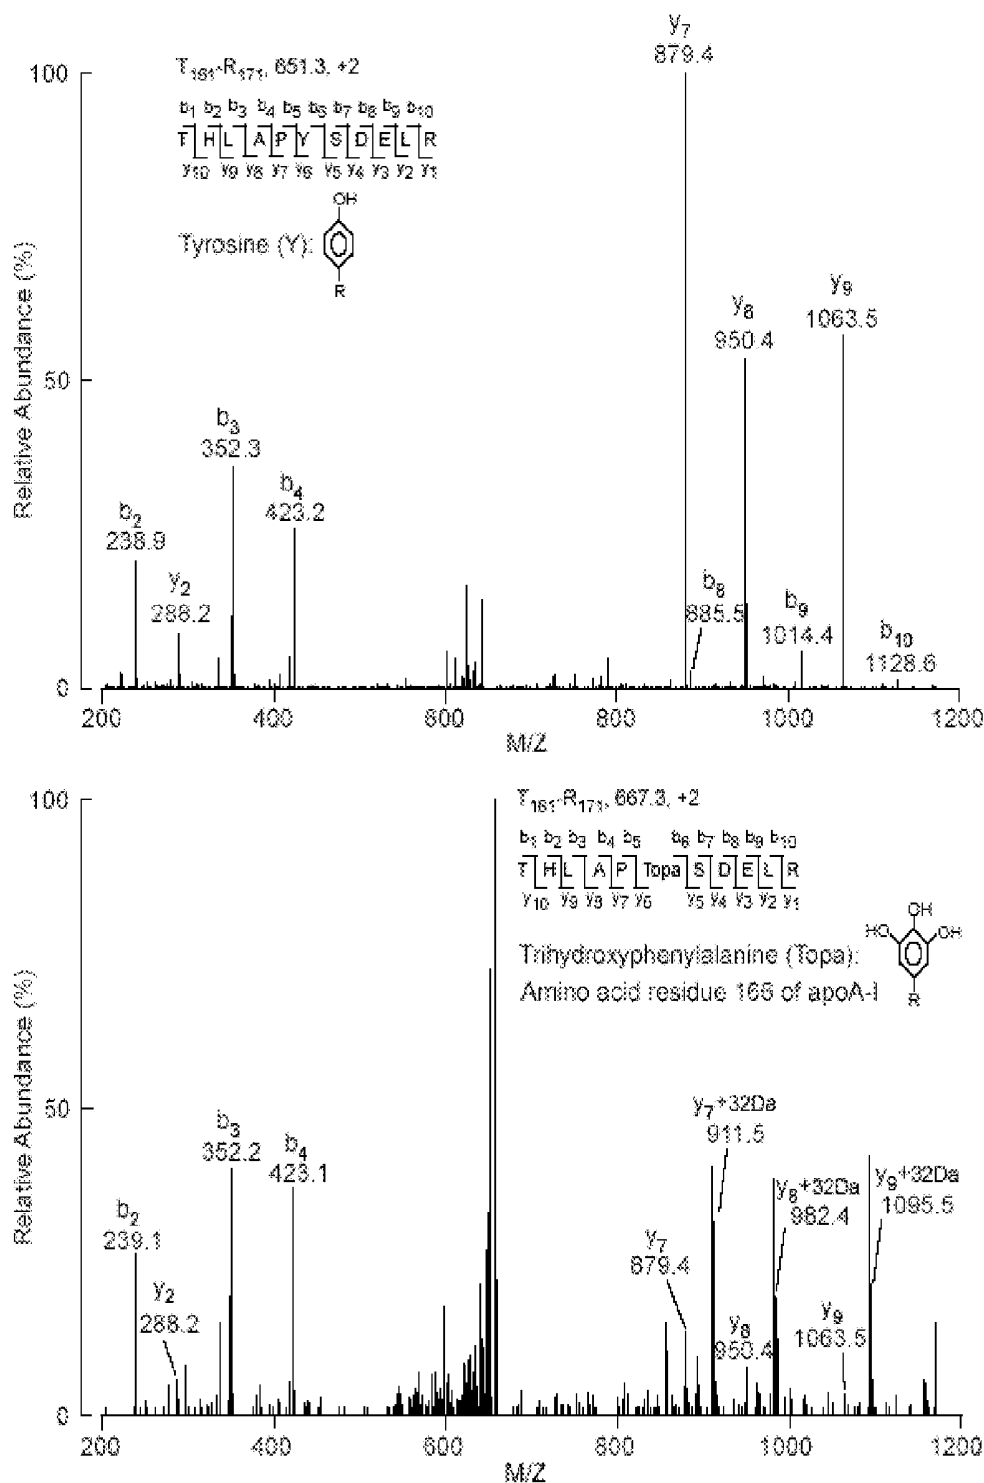 T161-R171, 651.3, +2
b1 b2 b3 b4 b5 b6 b7 b8 b9 b10
T H L A P Y S D E L R
y10 y9 y8 y7 y6 y5 y4 y3 y2 y1
Tyrosine (Y):
OH
R
Relative Abundance (%)
100
50
0
b2
238.9
y2
288.2
b3
352.3
b4
423.2
y7
879.4
b8
885.5
y8
950.4
b9
1014.4
y9
1063.5
b10
1128.6
200 400 600 800 1000 1200
M/Z
T161-R171, 667.3, +2
b1 b2 b3 b4 b5 b6 b7 b8 b9 b10
T H L A P Topa S D E L R
y10 y9 y8 y7 y6 y5 y4 y3 y2 y1
Trihydroxyphenylalanine (Topa):
Amino acid residue 166 of apoA-I
OH
HO OH
R
Relative Abundance (%)
100
50
0
b2
239.1
y2
288.2
b3
352.2
b4
423.1
y7
879.4
y7+32Da
911.5
y8
950.4
y8+32Da
982.4
y9
1063.5
y9+32Da
1095.5
200 400 600 800 1000 1200
M/Z